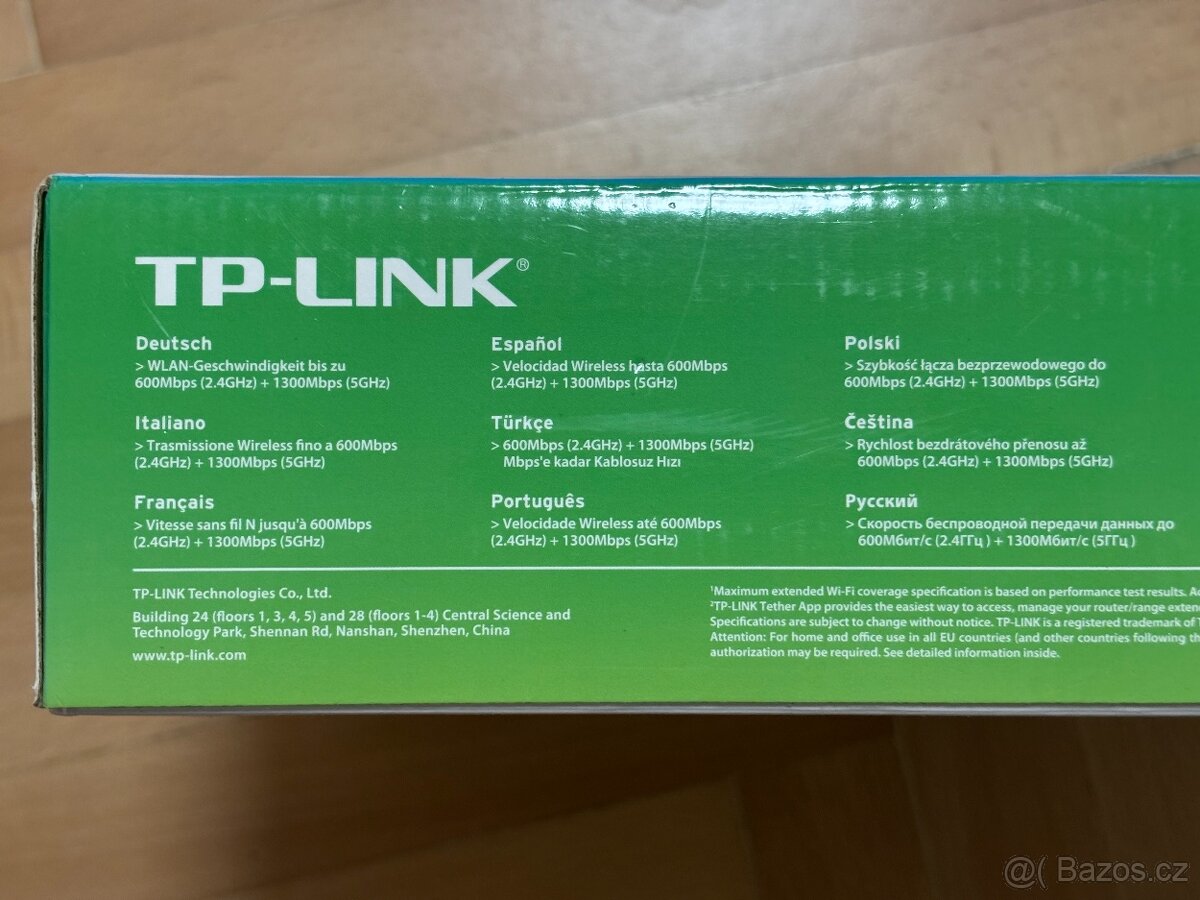 TP-LINK®
Deutsch
> WLAN-Geschwindigkeit bis zu
600Mbps (2.4GHz) + 1300Mbps (5GHz)
Español
> Velocidad Wireless hasta 600Mbps
(2.4GHz) + 1300Mbps (5GHz)
Polski
> Szybkość łącza bezprzewodowego do
600Mbps (2.4GHz) + 1300Mbps (5GHz)
Italiano
> Trasmissione Wireless fino a 600Mbps
(2.4GHz) + 1300Mbps (5GHz)
Türkçe
> 600Mbps (2.4GHz) + 1300Mbps (5GHz)
Mbps'e kadar Kablosuz Hızı
Čeština
> Rychlost bezdrátového přenosu až
600Mbps (2.4GHz) + 1300Mbps (5GHz)
Français
> Vitesse sans fil N jusqu'à 600Mbps
(2.4GHz) + 1300Mbps (5GHz)
Português
> Velocidade Wireless até 600Mbps
(2.4GHz) + 1300Mbps (5GHz)
Русский
> Скорость беспроводной передачи данных до
600Мбит/с (2.4ГГц ) + 1300Мбит/с (5ГГц )
TP-LINK Technologies Co., Ltd.
Building 24 (floors 1, 3, 4, 5) and 28 (floors 1-4) Central Science and
Technology Park, Shennan Rd, Nanshan, Shenzhen, China
www.tp-link.com
¹Maximum extended Wi-Fi coverage specification is based on performance test results.
²TP-LINK Tether App provides the easiest way to access, manage your router/range
Specifications are subject to change without notice. TP-LINK is a registered trademark of
Attention: For home and office use in all EU countries (and other countries following
authorization may be required. See detailed information inside.
@( Bazos.cz